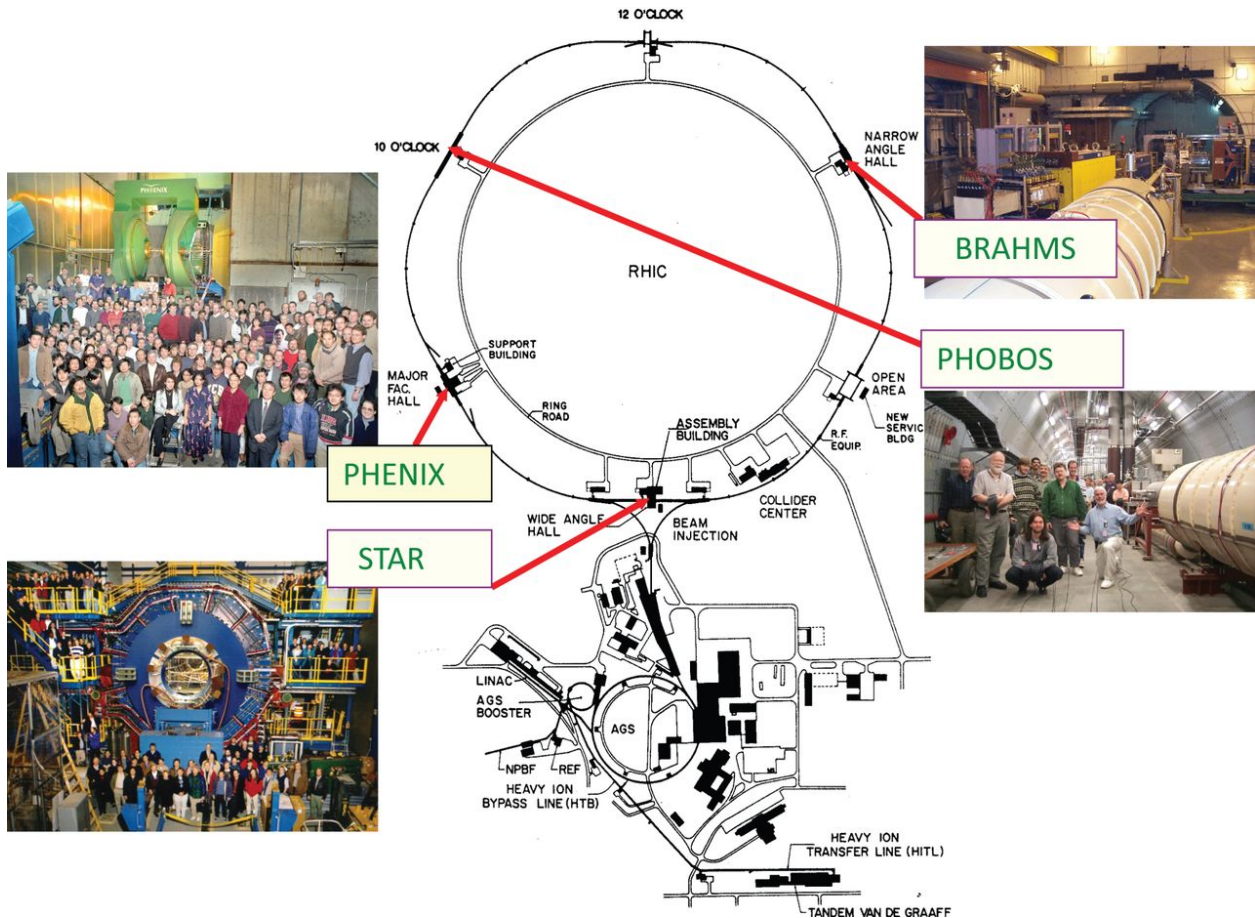 12 O'CLOCK
10 O'CLOCK
NARROW
ANGLE
HALL
PHENIX
BRAHMS
RHIC
PHOBOS
SUPPORT
BUILDING
MAJOR
FAC.
HALL
OPEN
AREA
RING
ROAD
NEW
SERVIC
BLDG
ASSEMBLY
BUILDING
R.F.
EQUIP.
PHENIX
COLLIDER
CENTER
WIDE ANGLE
HALL
BEAM
INJECTION
STAR
LINAC
AGS
BOOSTER
AGS
NPBF
REF
HEAVY ION
BYPASS LINE (HTB)
HEAVY ION
TRANSFER LINE (HITL)
TANDEM VAN DE GRAAFF